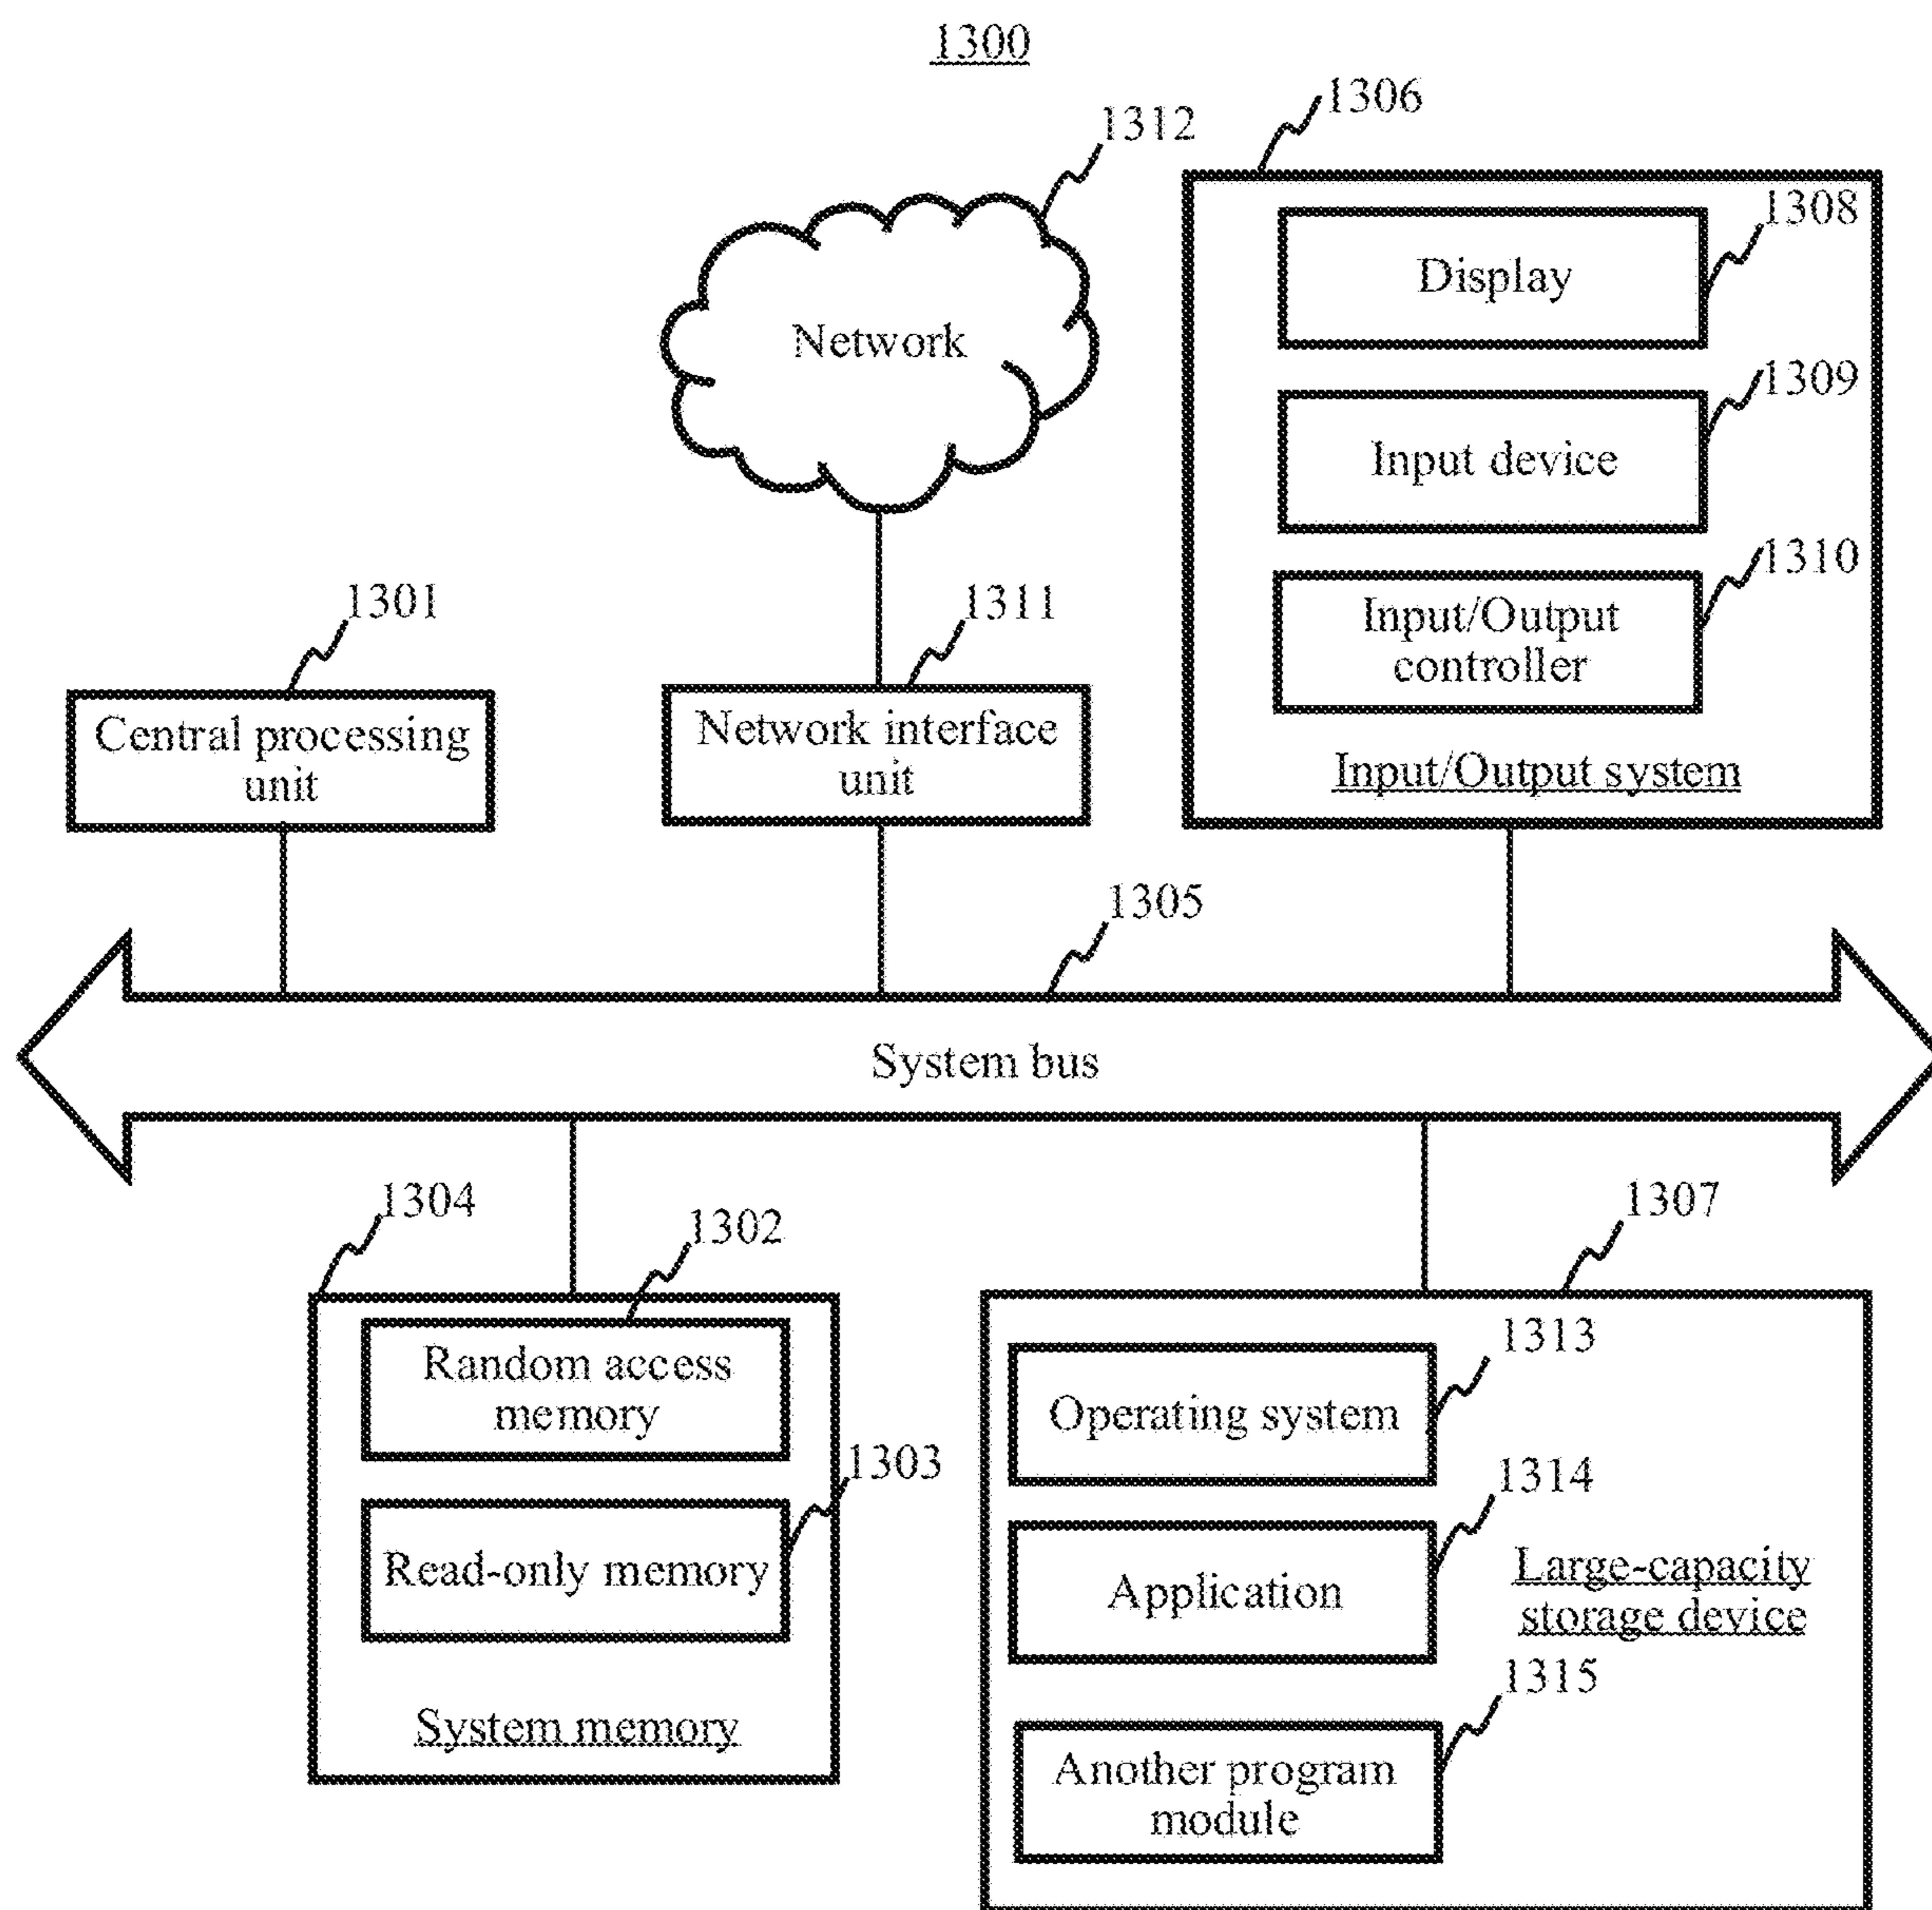 1300
1306
1312
1308
Display
Network
1309
Input device
1310
Input/Output
controller
Input/Output system
1301
Central processing
unit
1311
Network interface
unit
1305
System bus
1304
1302
Random access
memory
1303
Read-only memory
System memory
1307
1313
Operating system
1314
Application
Large-capacity
storage device
1315
Another program
module